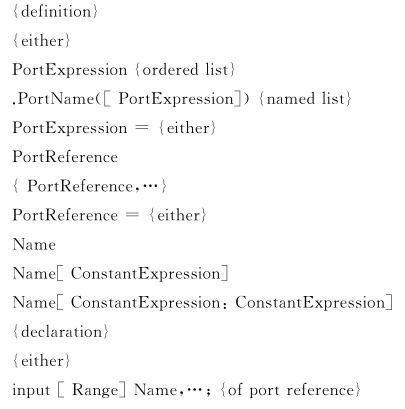 {definition}
{either}
PortExpression {ordered list}
.PortName([ PortExpression]) {named list}
PortExpression = {either}
PortReference
{ PortReference,…}
PortReference = {either}
Name
Name[ ConstantExpression]
Name[ ConstantExpression: ConstantExpression]
{declaration}
{either}
input [ Range] Name,…; {of port reference}